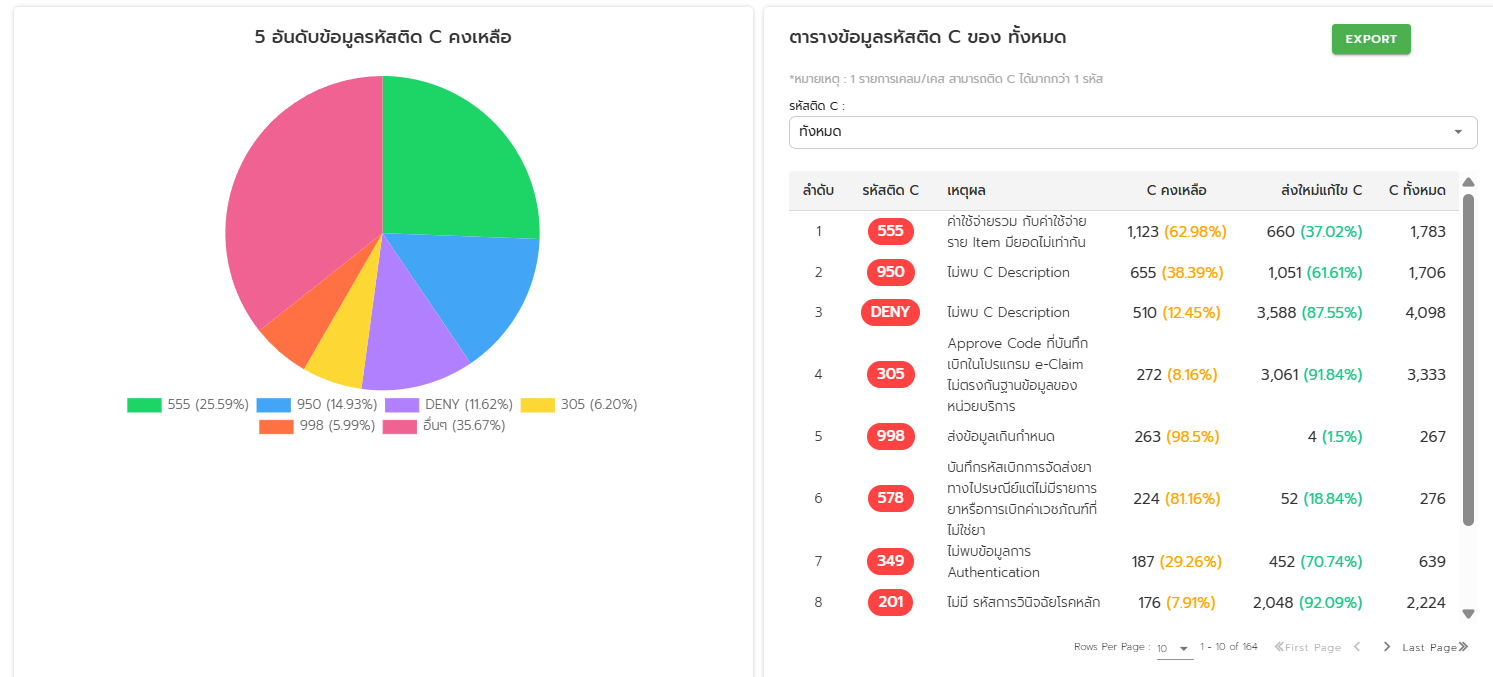 5 อันดับข้อมูลรหัสติด C คงเหลือ
555 (25.59%) 950 (14.93%) DENY (11.62%) 305 (6.20%)
998 (5.99%) อื่นๆ (35.67%)
ตารางข้อมูลรหัสติด C ของ ทั้งหมด
EXPORT
*หมายเหตุ : 1 รายการเคลม/เคส สามารถติด C ได้มากกว่า 1 รหัส
รหัสติด C :
ทั้งหมด
ลำดับ รหัสติด C เหตุผล C คงเหลือ ส่งใหม่แก้ไข C C ทั้งหมด
1 555 ค่าใช้จ่ายรวม กับค่าใช้จ่าย
ราย Item มียอดไม่เท่ากัน 1,123 (62.98%) 660 (37.02%) 1,783
2 950 ไม่พบ C Description 655 (38.39%) 1,051 (61.61%) 1,706
3 DENY ไม่พบ C Description 510 (12.45%) 3,588 (87.55%) 4,098
Approve Code ที่บันทึก
เบิกในโปรแกรม e-Claim
4 305 272 (8.16%) 3,061 (91.84%) 3,333
ไม่ตรงกันฐานข้อมูลของ
หน่วยบริการ
5 998 ส่งข้อมูลเกินกำหนด 263 (98.5%) 4 (1.5%) 267
บันทึกรหัสเบิกการจัดส่งยา
ทางไปรษณีย์แต่ไม่มีรายการ
6 578 224 (81.16%) 52 (18.84%) 276
ยาหรือการเบิกค่าเวชภัณฑ์ที่
ไม่ใช่ยา
7 349 ไม่พบข้อมูลการ
Authentication 187 (29.26%) 452 (70.74%) 639
8 201 ไม่มี รหัสการวินิจฉัยโรคหลัก 176 (7.91%) 2,048 (92.09%) 2,224
Rows Per Page : 10 1 - 10 of 164 First Page Last Page